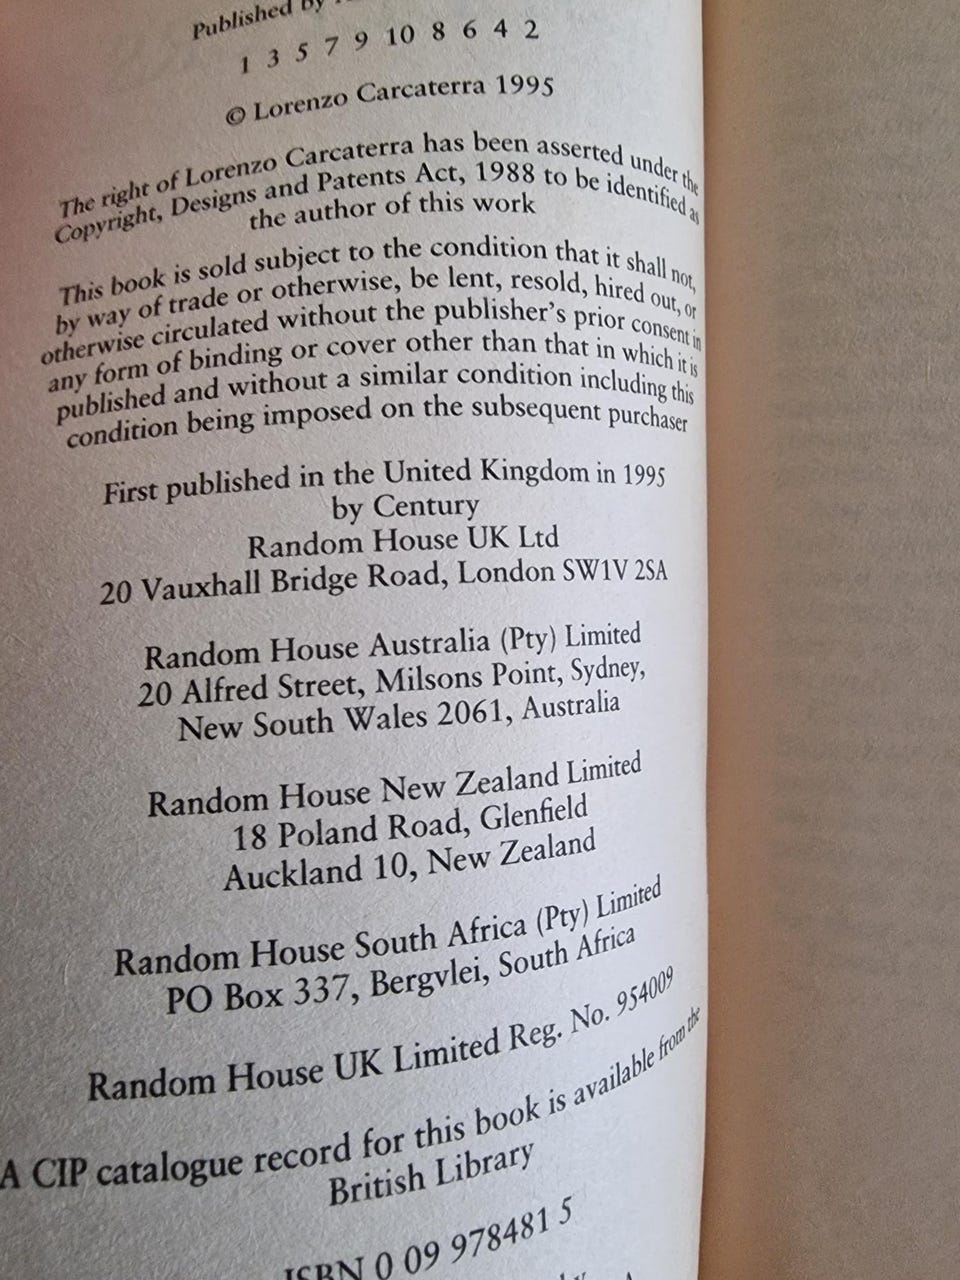 Published by
1 3 5 7 9 10 8 6 4 2
© Lorenzo Carcaterra 1995
The right of Lorenzo Carcaterra has been asserted under the
Copyright, Designs and Patents Act, 1988 to be identified as
the author of this work
This book is sold subject to the condition that it shall not,
by way of trade or otherwise, be lent, resold, hired out, or
otherwise circulated without the publisher's prior consent in
any form of binding or cover other than that in which it is
published and without a similar condition including this
condition being imposed on the subsequent purchaser
First published in the United Kingdom in 1995
by Century
Random House UK Ltd
20 Vauxhall Bridge Road, London SW1V 2SA
Random House Australia (Pty) Limited
20 Alfred Street, Milsons Point, Sydney,
New South Wales 2061, Australia
Random House New Zealand Limited
18 Poland Road, Glenfield
Auckland 10, New Zealand
Random House South Africa (Pty) Limited
PO Box 337, Bergvlei, South Africa
Random House UK Limited Reg. No. 954009
A CIP catalogue record for this book is available from the
British Library
ISBN 0 09 978481 5